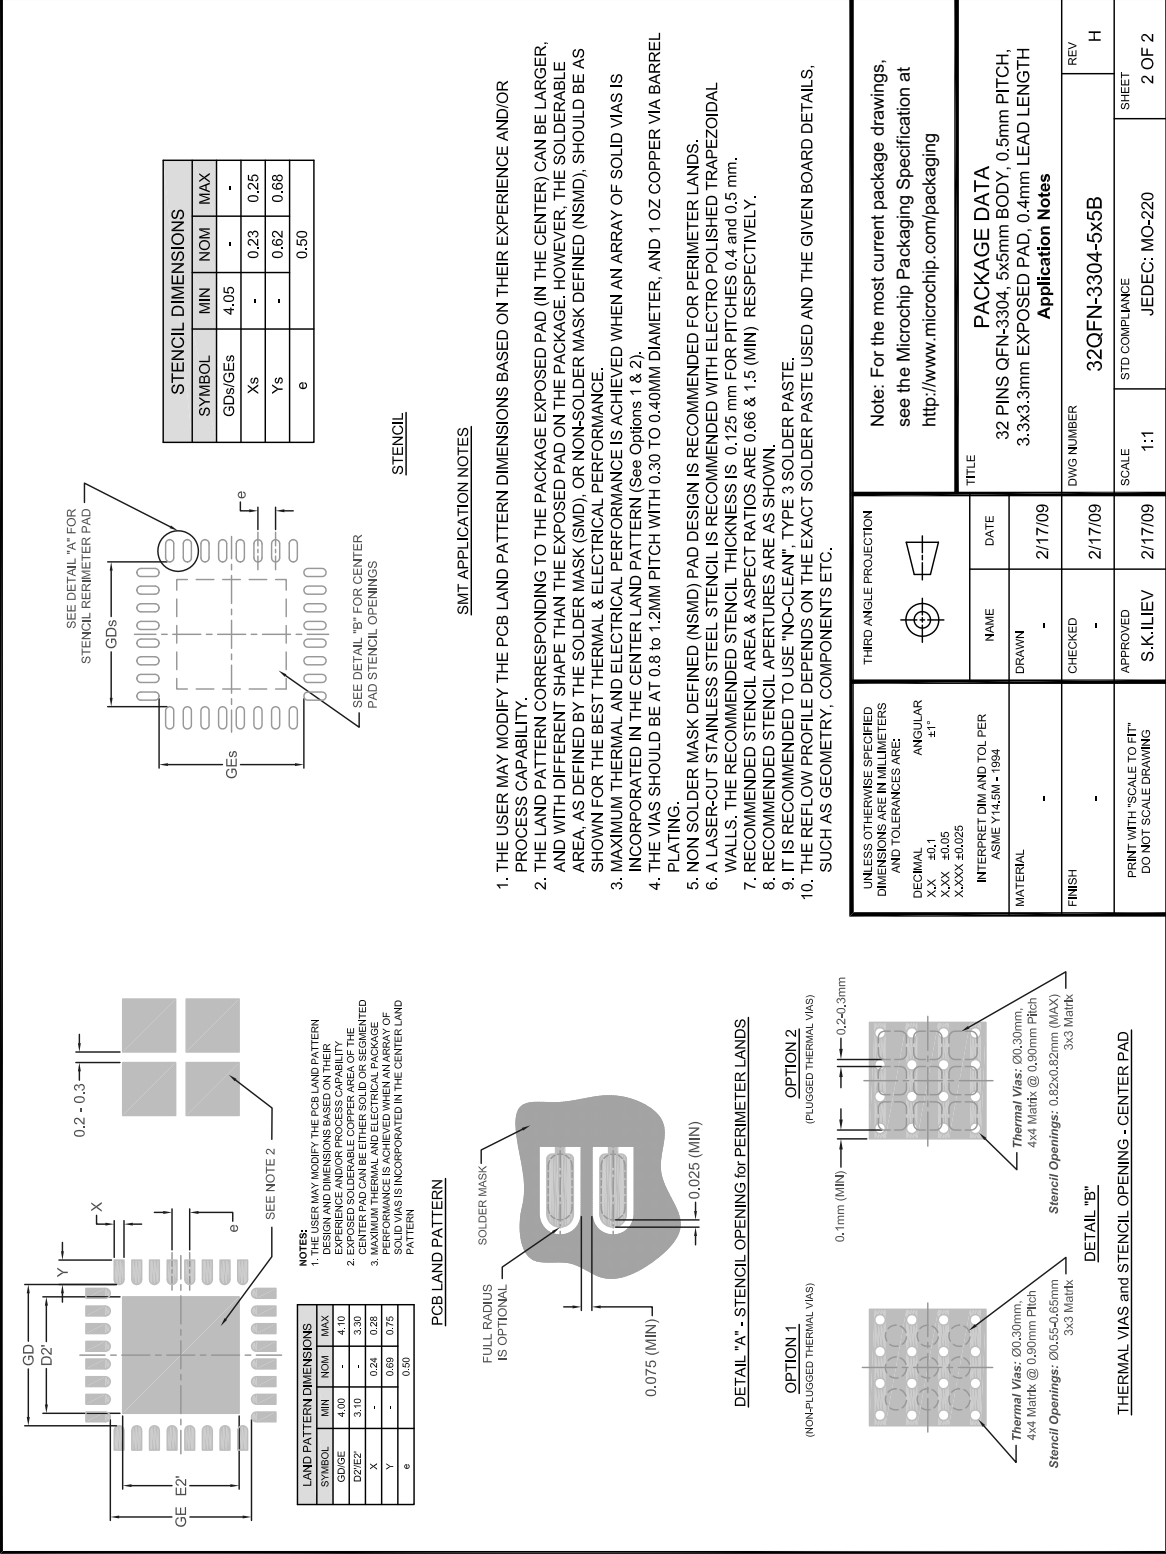 GD
D2'
Y
X
e
GE
E2'
0.2 - 0.3
SEE NOTE 2
LAND PATTERN DIMENSIONS
SYMBOL MIN NOM MAX
GD/GE 4.00 - 4.10
D2'/E2' 3.10 - 3.30
X - 0.24 0.28
Y - 0.69 0.75
e 0.50
NOTES:
1. THE USER MAY MODIFY THE PCB LAND PATTERN
DESIGN AND DIMENSIONS BASED ON THEIR
EXPERIENCE AND/OR PROCESS CAPABILITY
2. EXPOSED SOLDERABLE COPPER AREA OF THE
CENTER PAD CAN BE EITHER SOLID OR SEGMENTED
3. MAXIMUM THERMAL AND ELECTRICAL PACKAGE
PERFORMANCE IS ACHIEVED WHEN AN ARRAY OF
SOLID VIAS IS INCORPORATED IN THE CENTER LAND
PATTERN
PCB LAND PATTERN
SOLDER MASK
FULL RADIUS
IS OPTIONAL
0.075 (MIN)
0.025 (MIN)
DETAIL "A" - STENCIL OPENING for PERIMETER LANDS
OPTION 1
(NON-PLUGGED THERMAL VIAS)
Thermal Vias: Ø0.30mm,
4x4 Matrix @ 0.90mm Pitch
Stencil Openings: Ø0.55-0.65mm
3x3 Matrix
OPTION 2
(PLUGGED THERMAL VIAS)
0.1mm (MIN)
0.2-0.3mm
Thermal Vias: Ø0.30mm,
4x4 Matrix @ 0.90mm Pitch
Stencil Openings: 0.82x0.82mm (MAX)
3x3 Matrix
DETAIL "B"
THERMAL VIAS and STENCIL OPENING - CENTER PAD
SEE DETAIL "A" FOR
STENCIL RERIMETER PAD
GDs
GEs
e
SEE DETAIL "B" FOR CENTER
PAD STENCIL OPENINGS
STENCIL DIMENSIONS
SYMBOL MIN NOM MAX
GDs/GEs 4.05 - -
Xs - 0.23 0.25
Ys - 0.62 0.68
e 0.50
STENCIL
SMT APPLICATION NOTES
1. THE USER MAY MODIFY THE PCB LAND PATTERN DIMENSIONS BASED ON THEIR EXPERIENCE AND/OR
PROCESS CAPABILITY.
2. THE LAND PATTERN CORRESPONDING TO THE PACKAGE EXPOSED PAD (IN THE CENTER) CAN BE LARGER,
AND WITH DIFFERENT SHAPE THAN THE EXPOSED PAD ON THE PACKAGE. HOWEVER, THE SOLDERABLE
AREA, AS DEFINED BY THE SOLDER MASK (SMD), OR NON-SOLDER MASK DEFINED (NSMD), SHOULD BE AS
SHOWN FOR THE BEST THERMAL & ELECTRICAL PERFORMANCE.
3. MAXIMUM THERMAL AND ELECTRICAL PERFORMANCE IS ACHIEVED WHEN AN ARRAY OF SOLID VIAS IS
INCORPORATED IN THE CENTER LAND PATTERN (See Options 1 & 2).
4. THE VIAS SHOULD BE AT 0.8 to 1.2MM PITCH WITH 0.30 TO 0.40MM DIAMETER, AND 1 OZ COPPER VIA BARREL
PLATING.
5. NON SOLDER MASK DEFINED (NSMD) PAD DESIGN IS RECOMMENDED FOR PERIMETER LANDS.
6. A LASER-CUT STAINLESS STEEL STENCIL IS RECOMMENDED WITH ELECTRO POLISHED TRAPEZOIDAL
WALLS. THE RECOMMENDED STENCIL THICKNESS IS 0.125 mm FOR PITCHES 0.4 and 0.5 mm.
7. RECOMMENDED STENCIL AREA & ASPECT RATIOS ARE 0.66 & 1.5 (MIN) RESPECTIVELY.
8. RECOMMENDED STENCIL APERTURES ARE AS SHOWN.
9. IT IS RECOMMENDED TO USE "NO-CLEAN", TYPE 3 SOLDER PASTE.
10. THE REFLOW PROFILE DEPENDS ON THE EXACT SOLDER PASTE USED AND THE GIVEN BOARD DETAILS,
SUCH AS GEOMETRY, COMPONENTS ETC.
UNLESS OTHERWISE SPECIFIED
DIMENSIONS ARE IN MILLIMETERS
AND TOLERANCES ARE:
DECIMAL ANGULAR
X.X ±0.1 ±1°
X.XX ±0.05
X.XXX ±0.025
INTERPRET DIM AND TOL PER
ASME Y14.5M - 1994
MATERIAL
-
FINISH
-
PRINT WITH "SCALE TO FIT"
DO NOT SCALE DRAWING
THIRD ANGLE PROJECTION
NAME DATE
DRAWN
- 2/17/09
CHECKED
- 2/17/09
APPROVED
S.K.ILIEV 2/17/09
Note: For the most current package drawings,
see the Microchip Packaging Specification at
http://www.microchip.com/packaging
TITLE
PACKAGE DATA
32 PINS QFN-3304, 5x5mm BODY, 0.5mm PITCH,
3.3x3.3mm EXPOSED PAD, 0.4mm LEAD LENGTH
Application Notes
DWG NUMBER
32QFN-3304-5x5B
REV
H
SCALE
1:1
STD COMPLIANCE
JEDEC: MO-220
SHEET
2 OF 2